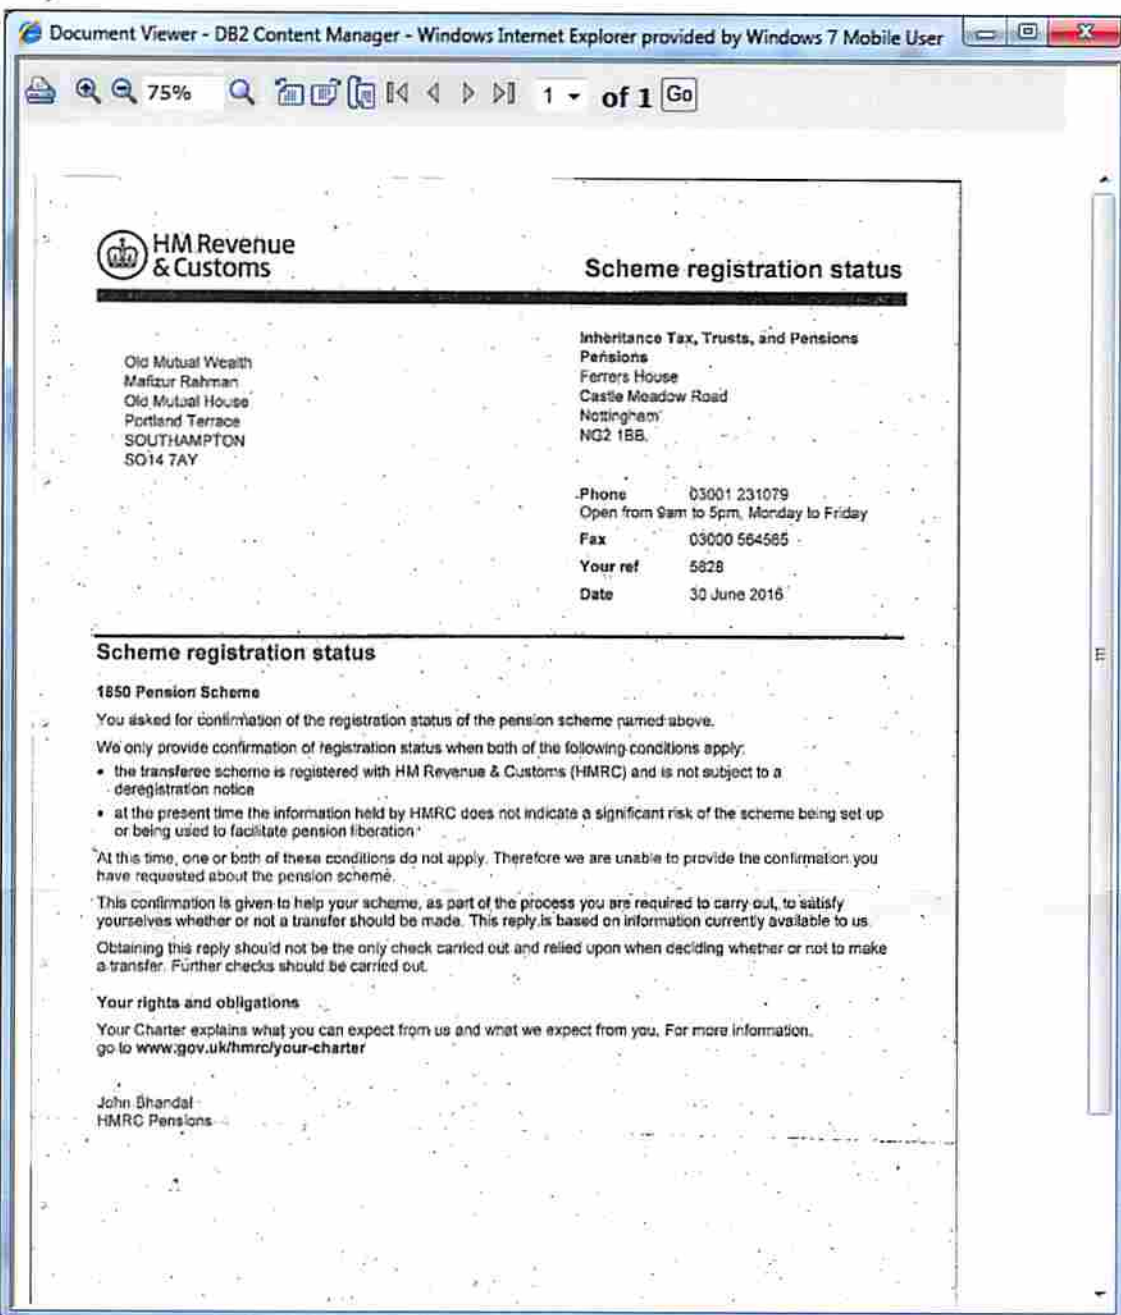 Document Viewer - DB2 Content Manager - Windows Internet Explorer provided by Windows 7 Mobile User
75%
1 of 1 Go
HM Revenue
& Customs
Scheme registration status
Old Mutual Wealth
Mafizur Rahman
Old Mutual House
Portland Terrace
SOUTHAMPTON
SO14 7AY
Inheritance Tax, Trusts, and Pensions
Pensions
Ferrers House
Castle Meadow Road
Nottingham
NG2 1BB.
Phone 03001 231079
Open from 9am to 5pm, Monday to Friday
Fax 03000 564565
Your ref 5828
Date 30 June 2016
Scheme registration status
1850 Pension Scheme
You asked for confirmation of the registration status of the pension scheme named above.
We only provide confirmation of registration status when both of the following conditions apply:
• the transferee scheme is registered with HM Revenue & Customs (HMRC) and is not subject to a
deregistration notice
• at the present time the information held by HMRC does not indicate a significant risk of the scheme being set up
or being used to facilitate pension liberation
At this time, one or both of these conditions do not apply. Therefore we are unable to provide the confirmation you
have requested about the pension scheme.
This confirmation is given to help your scheme, as part of the process you are required to carry out, to satisfy
yourselves whether or not a transfer should be made. This reply is based on information currently available to us.
Obtaining this reply should not be the only check carried out and relied upon when deciding whether or not to make
a transfer. Further checks should be carried out.
Your rights and obligations
Your Charter explains what you can expect from us and what we expect from you. For more information,
go to www.gov.uk/hmrc/your-charter
John Bhandal
HMRC Pensions